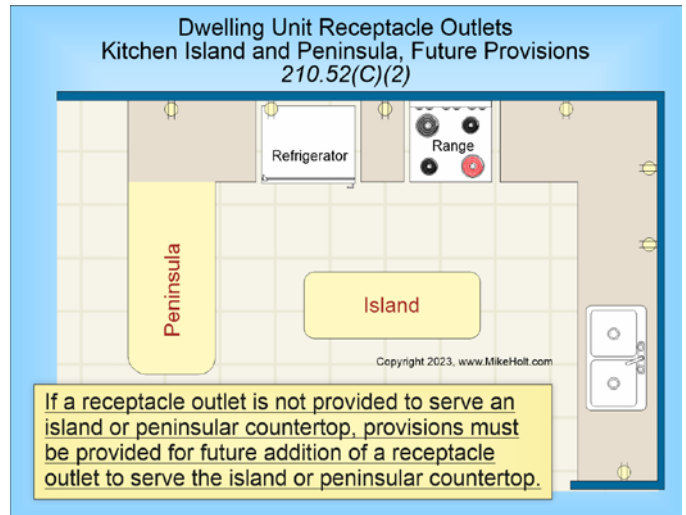 Dwelling Unit Receptacle Outlets
Kitchen Island and Peninsula, Future Provisions
210.52(C)(2)
Refrigerator
Range
Peninsula
Island
Copyright 2023, www.MikeHolt.com
If a receptacle outlet is not provided to serve an
island or peninsular countertop, provisions must
be provided for future addition of a receptacle
outlet to serve the island or peninsular countertop.